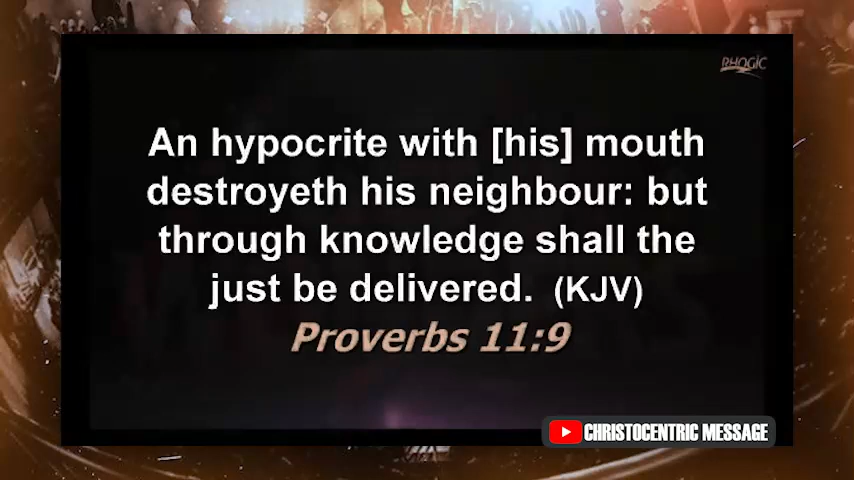 RHOGIC
An hypocrite with [his] mouth
destroyeth his neighbour: but
through knowledge shall the
just be delivered. (KJV)
Proverbs 11:9
CHRISTOCENTRIC MESSAGE